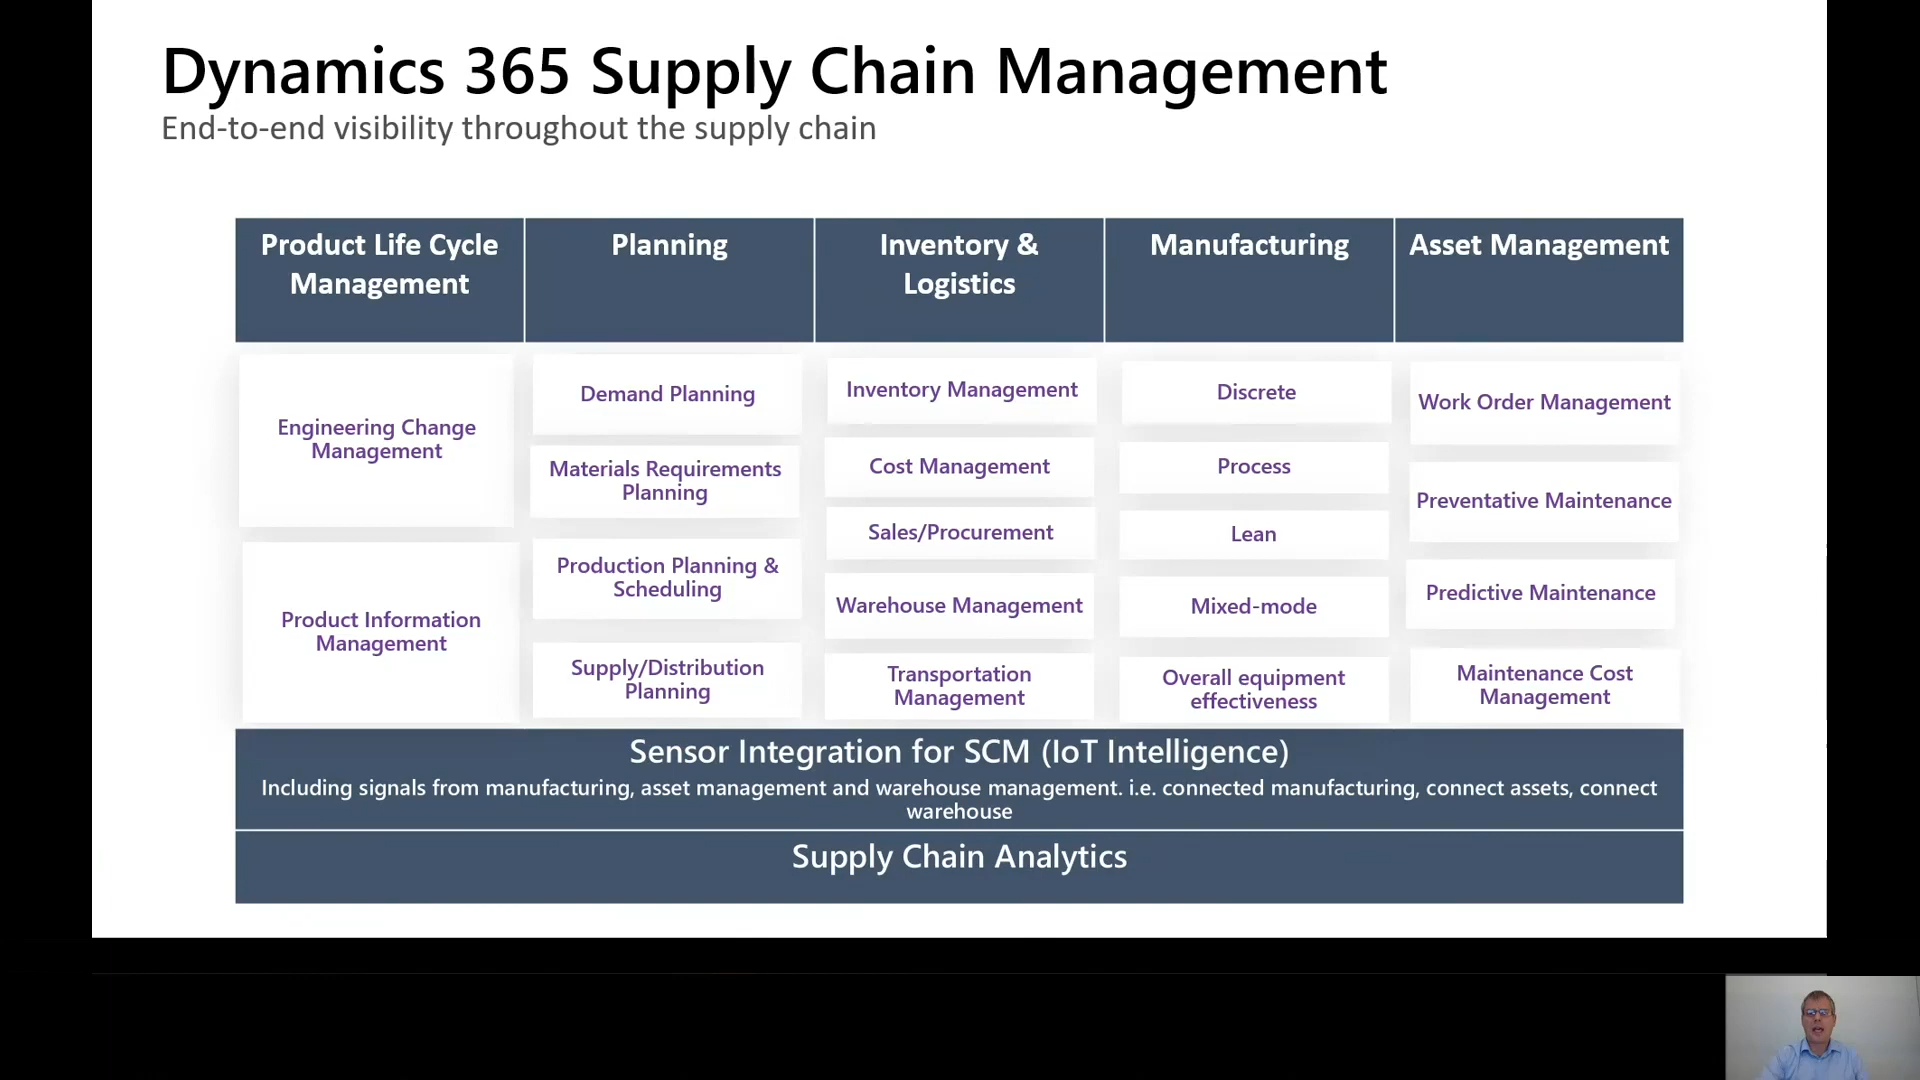 Dynamics 365 Supply Chain Management
End-to-end visibility throughout the supply chain
Product Life Cycle
Management
Planning
Inventory &
Logistics
Manufacturing
Asset Management
Engineering Change
Management
Product Information
Management
Demand Planning
Materials Requirements
Planning
Production Planning &
Scheduling
Supply/Distribution
Planning
Inventory Management
Cost Management
Sales/Procurement
Warehouse Management
Transportation
Management
Discrete
Process
Lean
Mixed-mode
Overall equipment
effectiveness
Work Order Management
Preventative Maintenance
Predictive Maintenance
Maintenance Cost
Management
Sensor Integration for SCM (IoT Intelligence)
Including signals from manufacturing, asset management and warehouse management. i.e. connected manufacturing, connect assets, connect
warehouse
Supply Chain Analytics